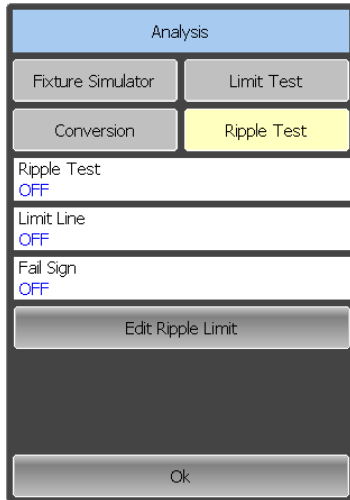 Analysis
Fixture Simulator
Limit Test
Conversion
Ripple Test
Ripple Test
OFF
Limit Line
OFF
Fail Sign
OFF
Edit Ripple Limit
Ok